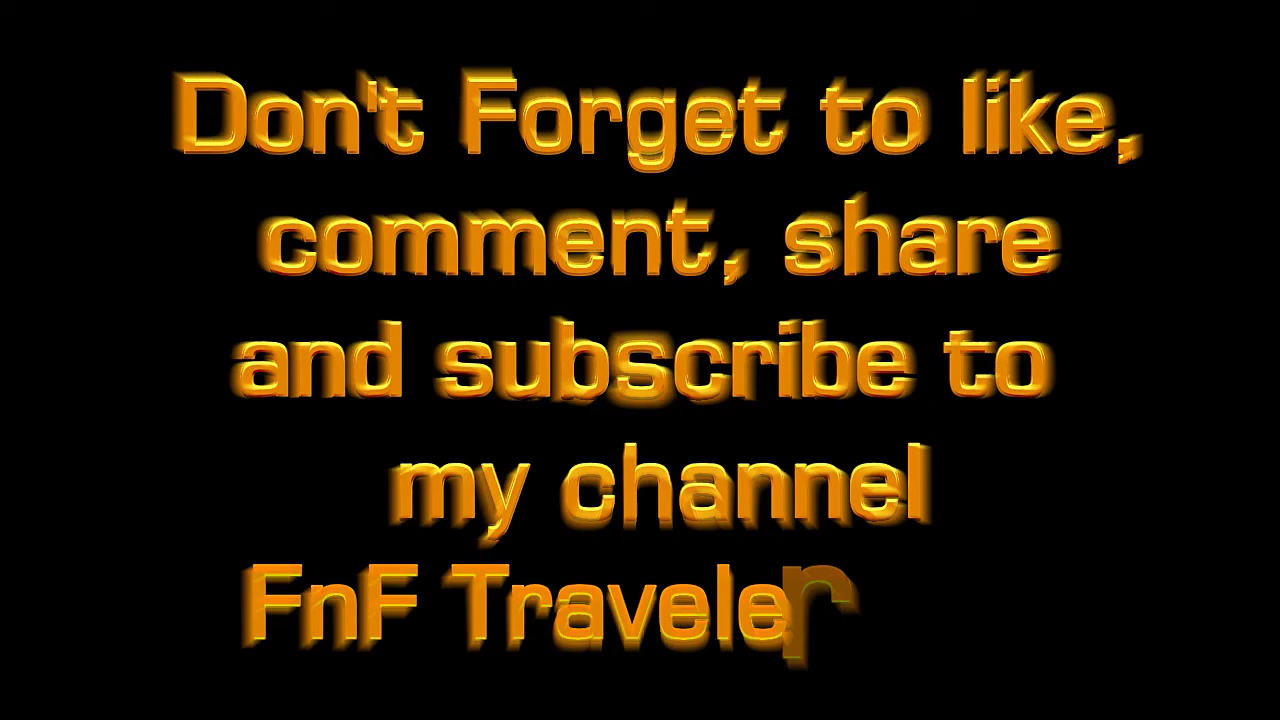 Don't Forget to like,
comment, share
and subscribe to
my channel
FnF Traveler